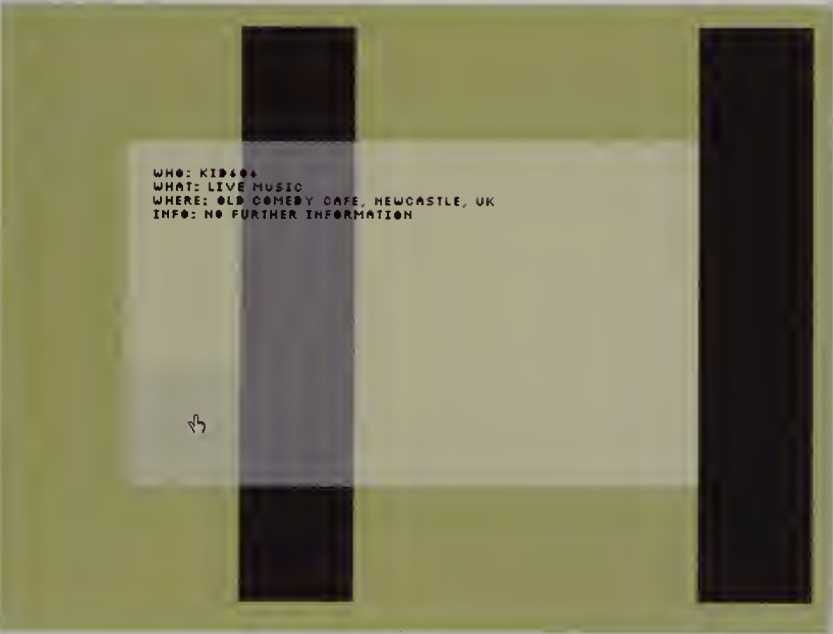 WHO: KID606
WHAT: LIVE MUSIC
WHERE: OLD COMEDY CAFE, NEWCASTLE, UK
INFO: NO FURTHER INFORMATION